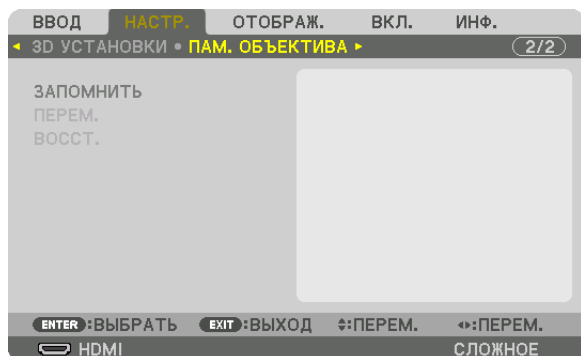 ВВОД НАСТР. ОТОБРАЖ. ВКЛ. ИНФ.
3D УСТАНОВКИ • ПАМ. ОБЪЕКТИВА 2/2
ЗАПОМНИТЬ
ПЕРЕМ.
ВОССТ.
ENTER :ВЫБРАТЬ EXIT :ВЫХОД :ПЕРЕМ. :ПЕРЕМ.
HDMI СЛОЖНОЕ